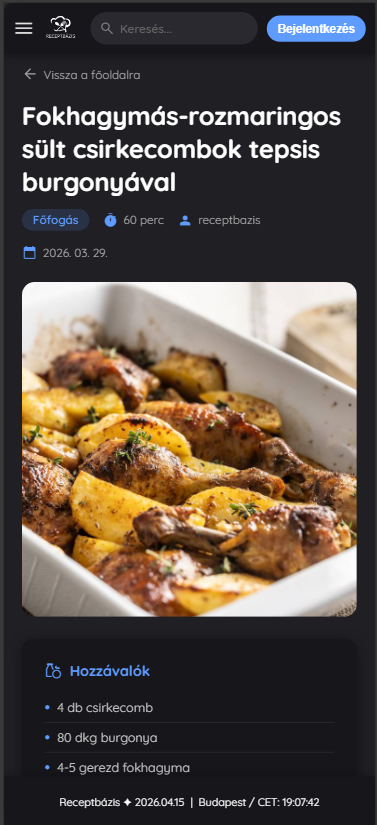 RECEPTBÁZIS
Keresés...
Bejelentkezés
Vissza a főoldalra
Fokhagymás-rozmaringos
sült csirkecombok tepsis
burgonyával
Főfogás
60 perc
receptbazis
2026. 03. 29.
Hozzávalók
4 db csirkecomb
80 dkg burgonya
4-5 gerezd fokhagyma
Receptbázis ✦ 2026.04.15 | Budapest / CET: 19:07:42